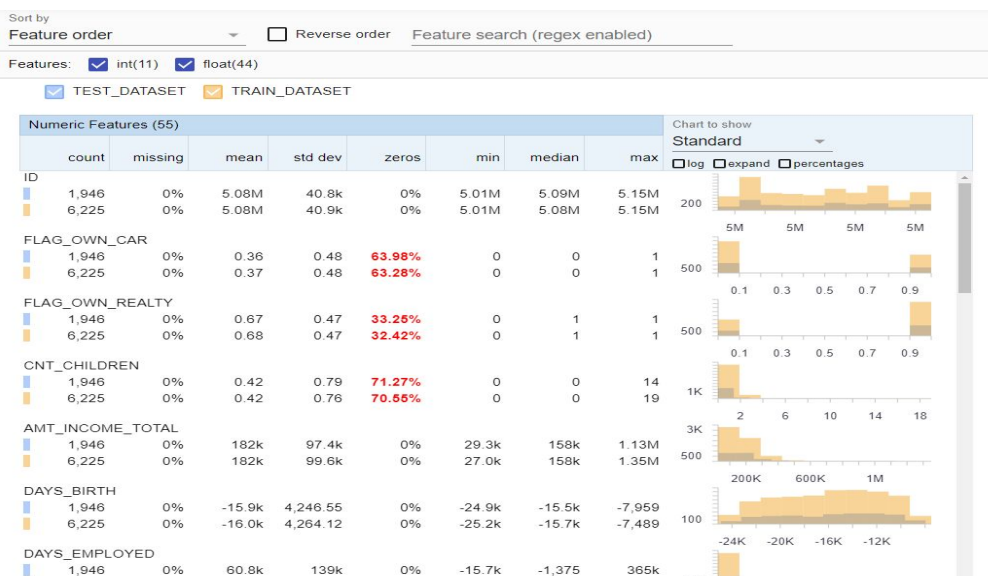 Sort by
Feature order
Reverse order
Feature search (regex enabled)
Features: int(11) float(44)
TEST_DATASET TRAIN_DATASET
Numeric Features (55)
Chart to show
Standard
count missing mean std dev zeros min median max
log expand percentages
ID
1,946 0% 5.08M 40.8k 0% 5.01M 5.09M 5.15M
6,225 0% 5.08M 40.9k 0% 5.01M 5.08M 5.15M
200
5M 5M 5M 5M
FLAG_OWN_CAR
1,946 0% 0.36 0.48 63.98% 0 0 1
6,225 0% 0.37 0.48 63.28% 0 0 1
500
0.1 0.3 0.5 0.7 0.9
FLAG_OWN_REALTY
1,946 0% 0.67 0.47 33.25% 0 1 1
6,225 0% 0.68 0.47 32.42% 0 1 1
500
0.1 0.3 0.5 0.7 0.9
CNT_CHILDREN
1,946 0% 0.42 0.79 71.27% 0 0 14
6,225 0% 0.42 0.76 70.55% 0 0 19
1K
2 6 10 14 18
AMT_INCOME_TOTAL
1,946 0% 182k 97.4k 0% 29.3k 158k 1.13M
6,225 0% 182k 99.6k 0% 27.0k 158k 1.35M
3K
500
200K 600K 1M
DAYS_BIRTH
1,946 0% -15.9k 4,246.55 0% -24.9k -15.5k -7,959
6,225 0% -16.0k 4,264.12 0% -25.2k -15.7k -7,489
100
-24K -20K -16K -12K
DAYS_EMPLOYED
1,946 0% 60.8k 139k 0% -15.7k -1,375 365k